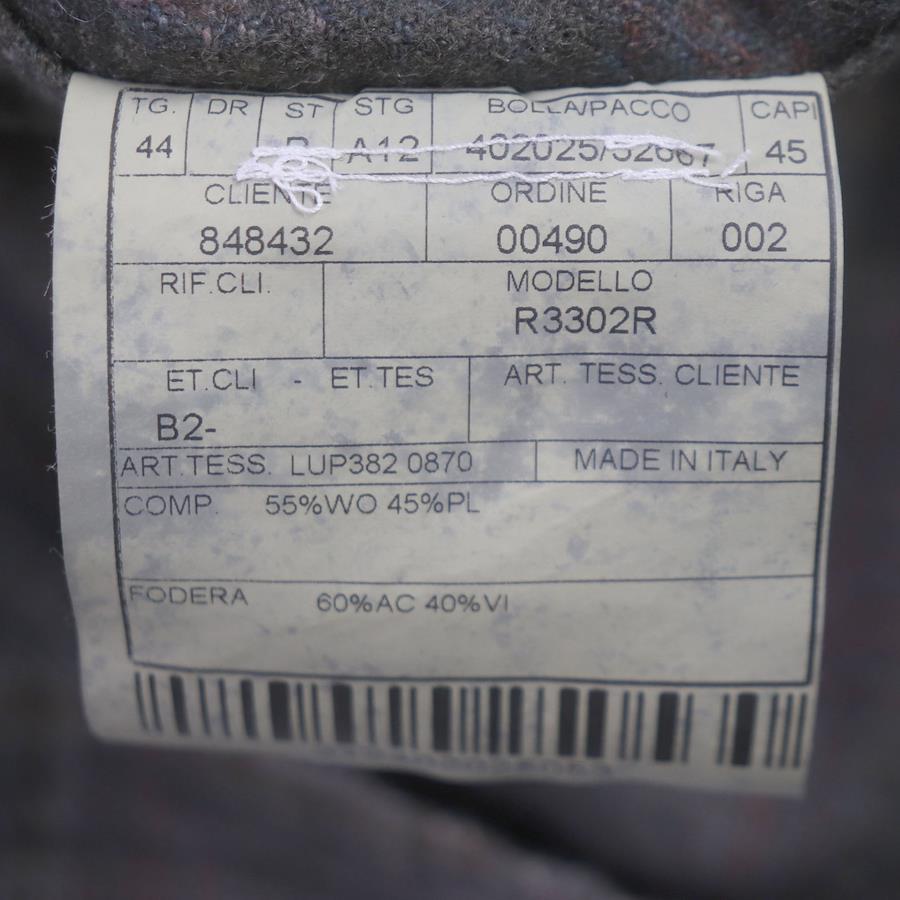 TG. DR ST STG BOLLA/PACCO CAPI
44 A12 45
CLIENTE ORDINE RIGA
848432 00490 002
RIF.CLI. MODELLO
R3302R
ET.CLI - ET.TES ART. TESS. CLIENTE
B2-
ART.TESS. LUP382 0870 MADE IN ITALY
COMP. 55%WO 45%PL
FODERA 60%AC 40%VI